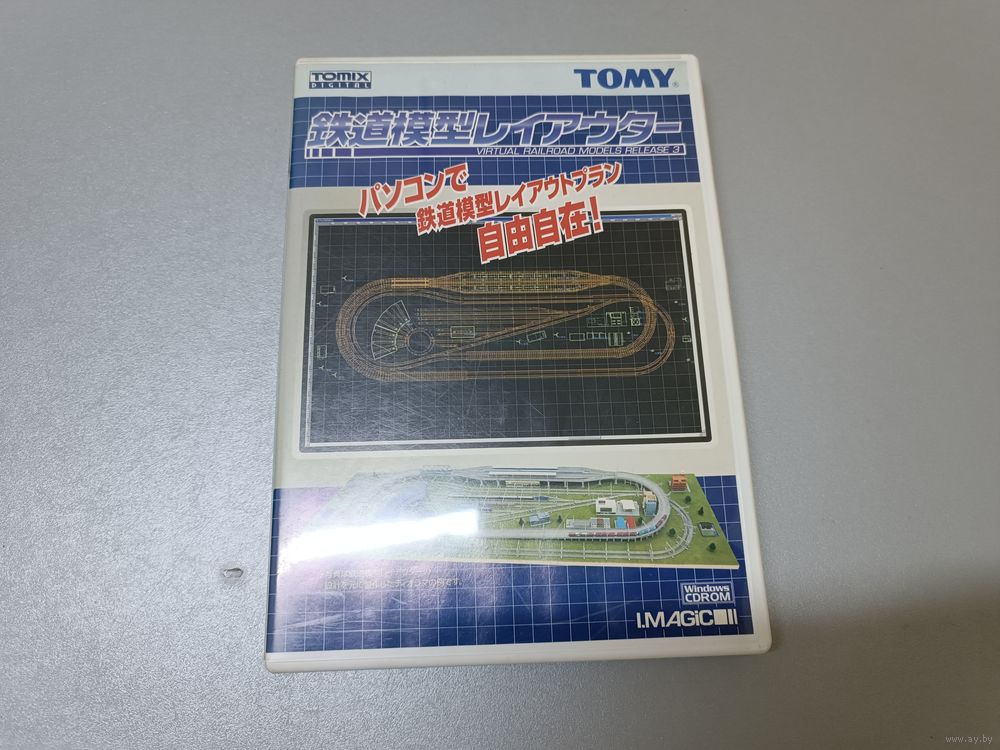 TOMIX
DIGITAL
TOMY®
鉄道模型レイアウター
VIRTUAL RAILROAD MODELS RELEASE 3
パソコンで
鉄道模型レイアウトプラン
自由自在!
Windows
CDROM
I.MAGiC
www.ay.by